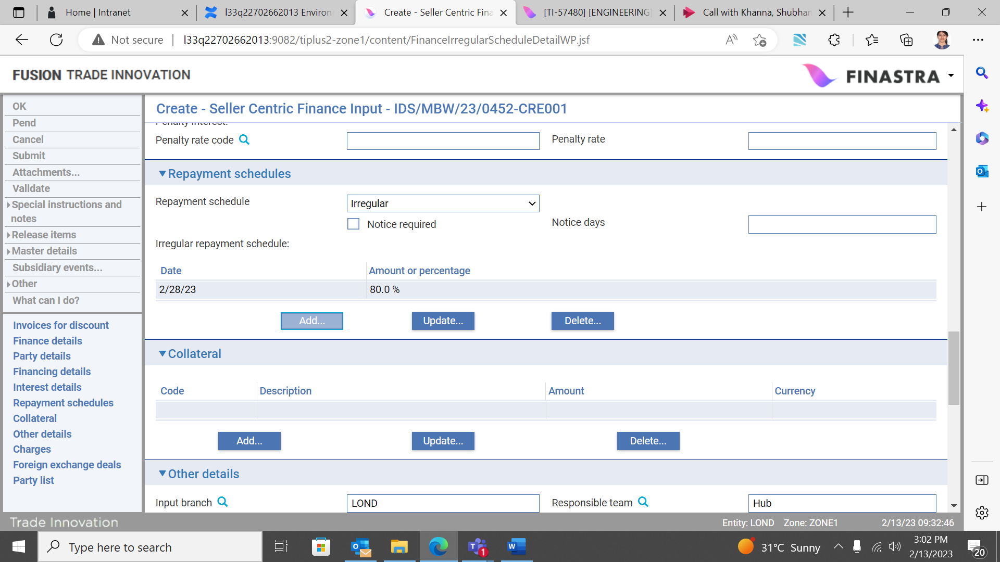 Home | Intranet
l33q22702662013 Environ
Create - Seller Centric Fina
[TI-57480] [ENGINEERING]
Call with Khanna, Shubhan
Not secure
l33q22702662013:9082/tiplus2-zone1/content/FinanceIrregularScheduleDetailWP.jsf
FUSION TRADE INNOVATION
FINASTRA
OK
Pend
Cancel
Submit
Attachments...
Validate
Special instructions and
notes
Release items
Master details
Subsidiary events...
Other
What can I do?
Invoices for discount
Finance details
Party details
Financing details
Interest details
Repayment schedules
Collateral
Other details
Charges
Foreign exchange deals
Party list
Create - Seller Centric Finance Input - IDS/MBW/23/0452-CRE001
Penalty interest:
Penalty rate code
Penalty rate
Repayment schedules
Repayment schedule
Irregular
Notice required
Notice days
Irregular repayment schedule:
Date
Amount or percentage
2/28/23
80.0 %
Add...
Update...
Delete...
Collateral
Code
Description
Amount
Currency
Add...
Update...
Delete...
Other details
Input branch
LOND
Responsible team
Hub
Trade Innovation
Entity: LOND
Zone: ZONE1
2/13/23 09:32:46
Type here to search
1
31°C Sunny
3:02 PM
2/13/2023
20